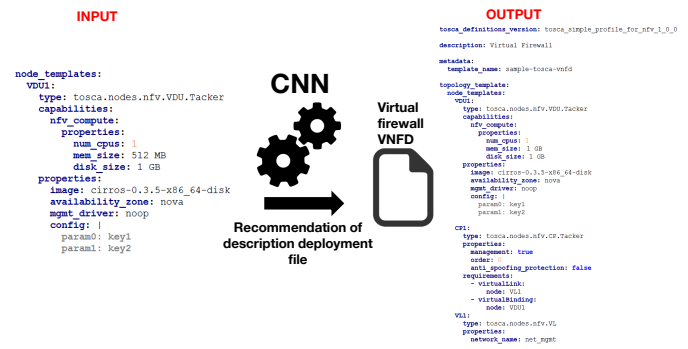 INPUT
node_templates:
VDU1:
type: tosca.nodes.nfv.VDU.Tacker
capabilities:
nfv_compute:
properties:
num_cpus: 1
mem_size: 512 MB
disk_size: 1 GB
properties:
image: cirros-0.3.5-x86_64-disk
availability_zone: nova
mgmt_driver: noop
config: |
param0: key1
param1: key2
CNN
Recommendation of
description deployment
file
Virtual
firewall
VNFD
OUTPUT
tosca_definitions_version: tosca_simple_profile_for_nfv_1_0_0
description: Virtual Firewall
metadata:
template_name: sample-tosca-vnfd
topology_template:
node_templates:
VDU1:
type: tosca.nodes.nfv.VDU.Tacker
capabilities:
nfv_compute:
properties:
num_cpus: 1
mem_size: 1 GB
disk_size: 1 GB
properties:
image: cirros-0.3.5-x86_64-disk
availability_zone: nova
mgmt_driver: noop
config: |
param0: key1
param1: key2
CP1:
type: tosca.nodes.nfv.CP.Tacker
properties:
management: true
order: 0
anti_spoofing_protection: false
requirements:
- virtualLink:
node: VL1
- virtualBinding:
node: VDU1
VL1:
type: tosca.nodes.nfv.VL
properties:
network_name: net_mgmt